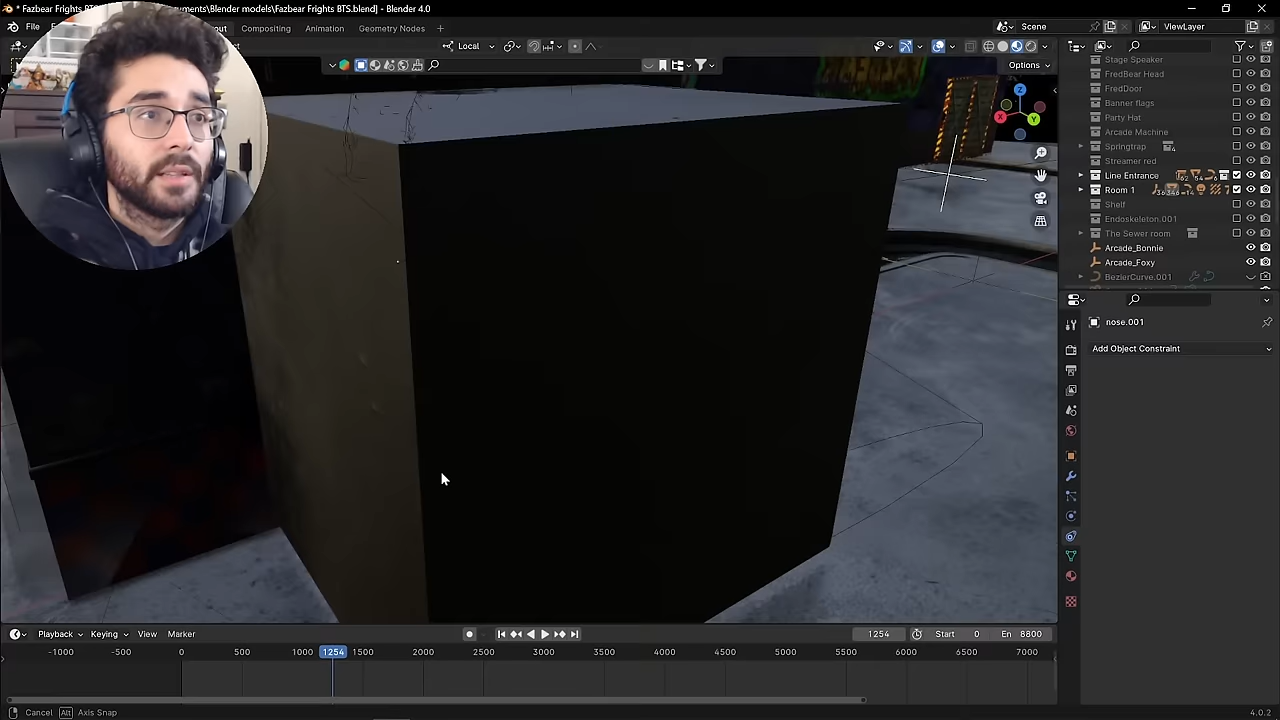 * Fazbear Frights BTS
uments\Blender models\Fazbear Frights BTS.blend] - Blender 4.0
File
out
Compositing
Animation
Geometry Nodes
Scene
ViewLayer
Local
Options
Stage Speaker
FredBear Head
FredDoor
Banner flags
Party Hat
Arcade Machine
Springtrap
Streamer red
Line Entrance
Room 1
Shelf
Endoskeleton.001
The Sewer room
Arcade_Bonnie
Arcade_Foxy
BezierCurve.001
Z
X
Y
nose.001
Add Object Constraint
Playback
Keying
View
Marker
1254
Start
0
En
8800
-1000
-500
0
500
1000
1254
1500
2000
2500
3000
3500
4000
4500
5000
5500
6000
6500
7000
Cancel
Alt
Axis Snap
4.0.2